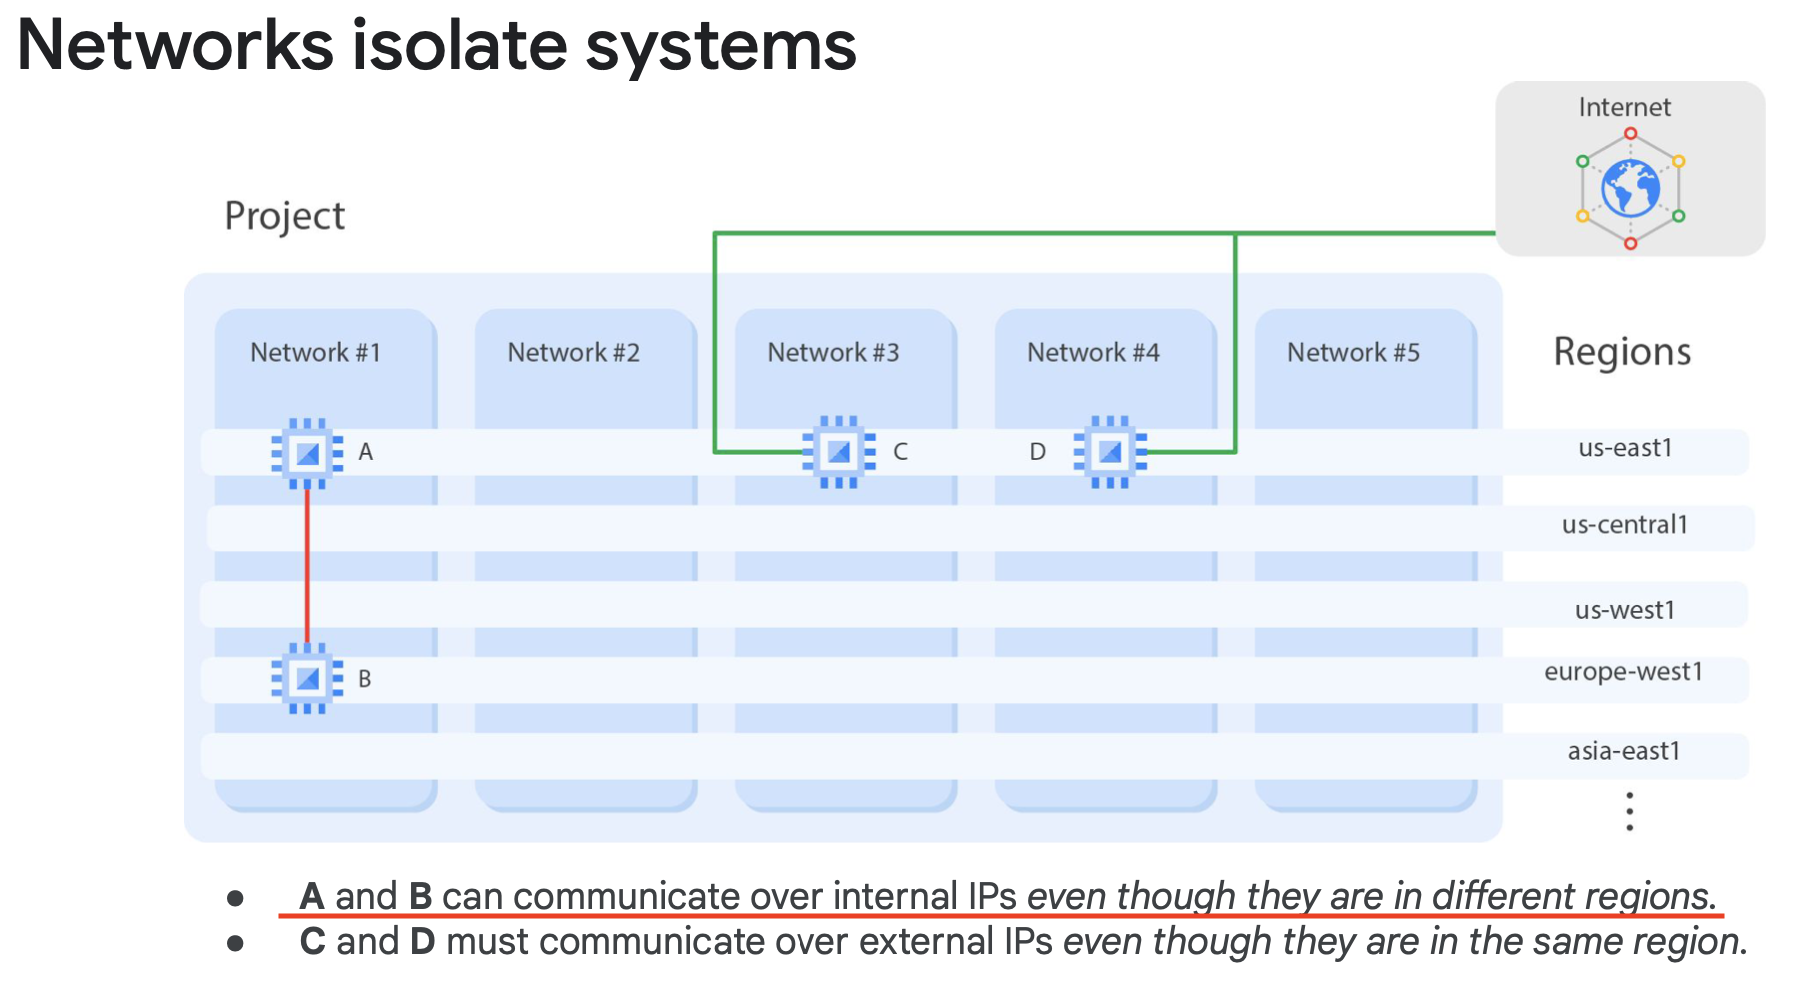 Networks isolate systems
Internet
Project
Network #1
Network #2
Network #3
Network #4
Network #5
Regions
A
C
D
us-east1
us-central1
us-west1
B
europe-west1
asia-east1
● A and B can communicate over internal IPs even though they are in different regions.
● C and D must communicate over external IPs even though they are in the same region.